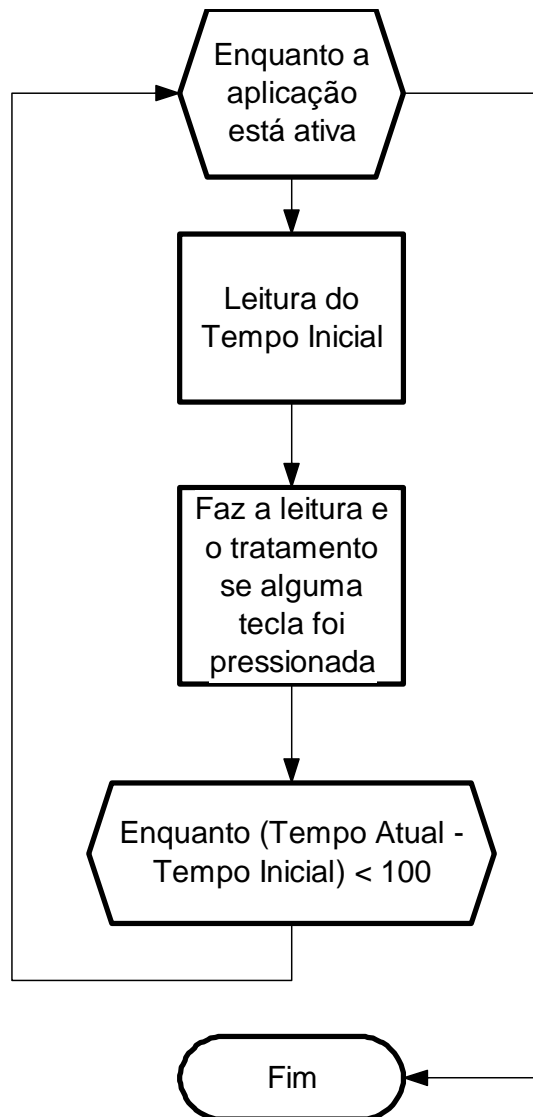 Enquanto a
aplicação
está ativa
Leitura do
Tempo Inicial
Faz a leitura e
o tratamento
se alguma
tecla foi
pressionada
Enquanto (Tempo Atual -
Tempo Inicial) < 100
Fim